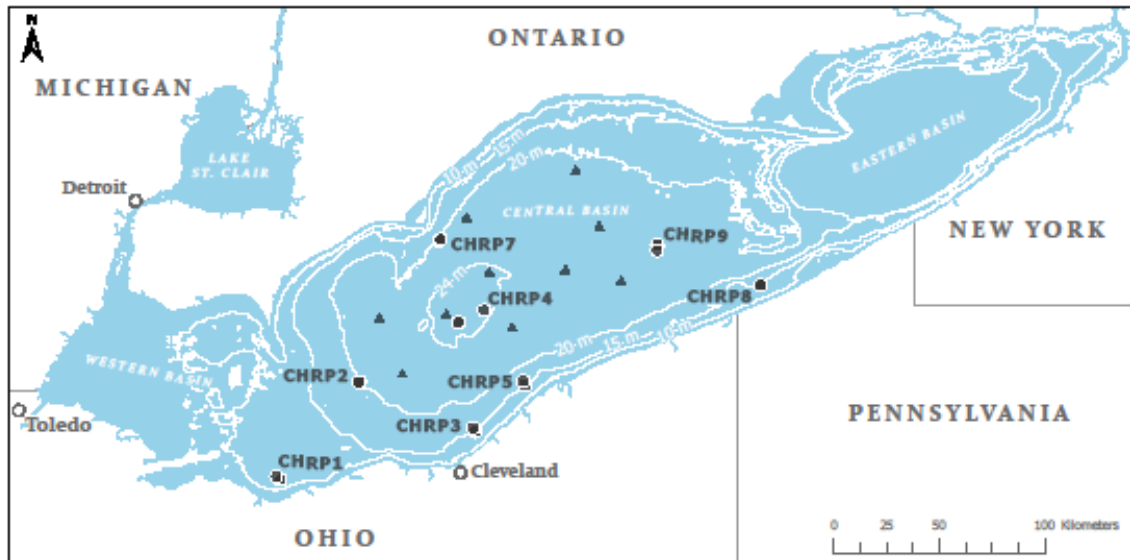 N
ONTARIO
MICHIGAN
LAKE
ST. CLAIR
Detroit
10-m
15-m
20-m
EASTERN BASIN
CENTRAL BASIN
CHRP7
CHRP9
NEW YORK
24-m
CHRP4
CHRP8
WESTERN BASIN
CHRP2
CHRP5
20-m
15-m
10-m
Toledo
CHRP3
PENNSYLVANIA
CHRP1
Cleveland
OHIO
0 25 50 100 Kilometers